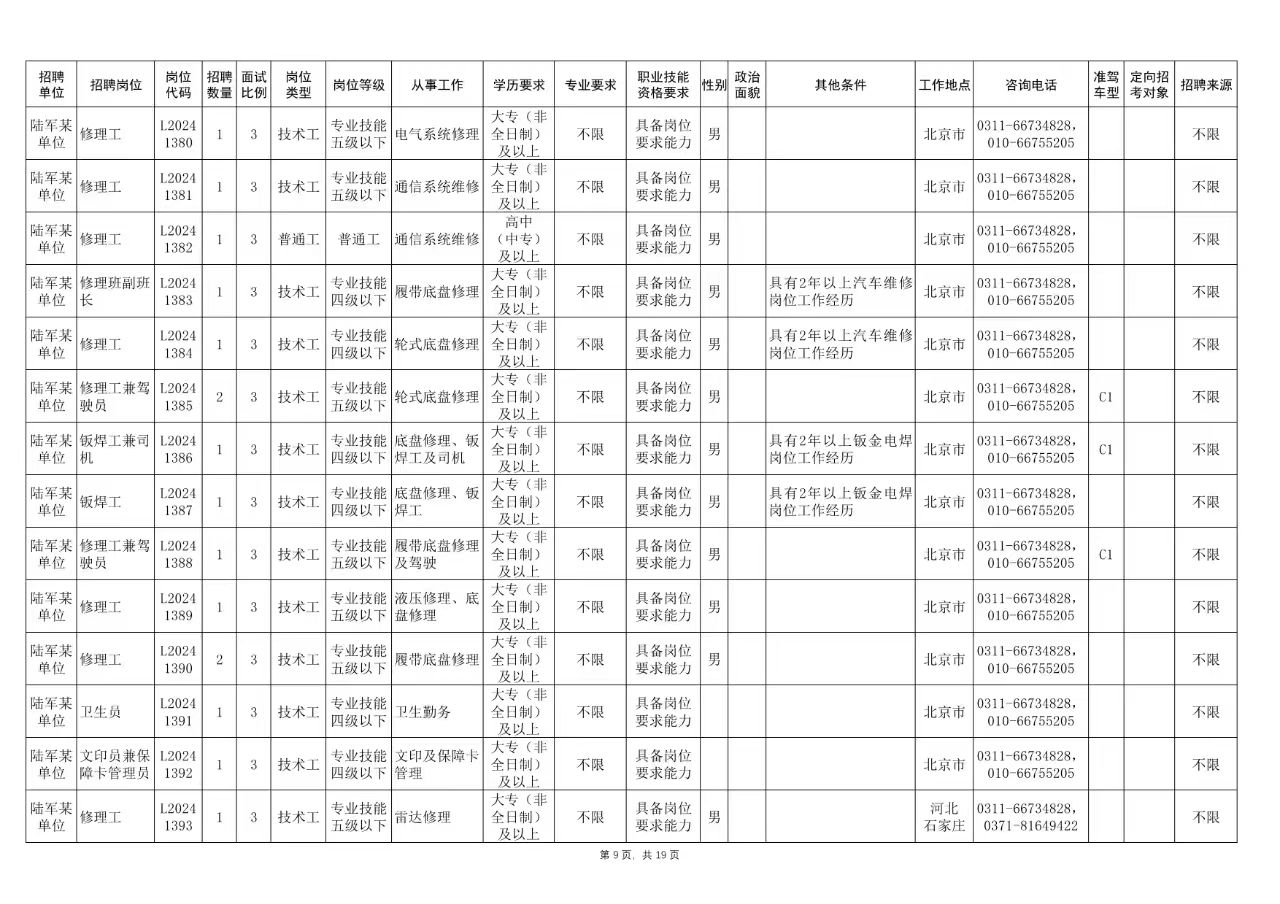 招聘单位 招聘岗位 岗位代码 招聘数量 面试比例 岗位类型 岗位等级 从事工作 学历要求 专业要求 职业技能资格要求 性别 政治面貌 其他条件 工作地点 咨询电话 准驾车型 定向招考对象 招聘来源
陆军某单位 修理工 L20241380 1 3 技术工 专业技能五级以下 电气系统修理 大专（非全日制）及以上 不限 具备岗位要求能力 男 北京市 0311-66734828，010-66755205 不限
陆军某单位 修理工 L20241381 1 3 技术工 专业技能五级以下 通信系统维修 大专（非全日制）及以上 不限 具备岗位要求能力 男 北京市 0311-66734828，010-66755205 不限
陆军某单位 修理工 L20241382 1 3 普通工 普通工 通信系统维修 高中（中专）及以上 不限 具备岗位要求能力 男 北京市 0311-66734828，010-66755205 不限
陆军某单位 修理班副班长 L20241383 1 3 技术工 专业技能四级以下 履带底盘修理 大专（非全日制）及以上 不限 具备岗位要求能力 男 具有2年以上汽车维修岗位工作经历 北京市 0311-66734828，010-66755205 不限
陆军某单位 修理工 L20241384 1 3 技术工 专业技能四级以下 轮式底盘修理 大专（非全日制）及以上 不限 具备岗位要求能力 男 具有2年以上汽车维修岗位工作经历 北京市 0311-66734828，010-66755205 不限
陆军某单位 修理工兼驾驶员 L20241385 2 3 技术工 专业技能五级以下 轮式底盘修理 大专（非全日制）及以上 不限 具备岗位要求能力 男 北京市 0311-66734828，010-66755205 C1 不限
陆军某单位 钣焊工兼司机 L20241386 1 3 技术工 专业技能四级以下 底盘修理、钣焊工及司机 大专（非全日制）及以上 不限 具备岗位要求能力 男 具有2年以上钣金电焊岗位工作经历 北京市 0311-66734828，010-66755205 C1 不限
陆军某单位 钣焊工 L20241387 1 3 技术工 专业技能四级以下 底盘修理、钣焊工 大专（非全日制）及以上 不限 具备岗位要求能力 男 具有2年以上钣金电焊岗位工作经历 北京市 0311-66734828，010-66755205 不限
陆军某单位 修理工兼驾驶员 L20241388 1 3 技术工 专业技能五级以下 履带底盘修理及驾驶 大专（非全日制）及以上 不限 具备岗位要求能力 男 北京市 0311-66734828，010-66755205 C1 不限
陆军某单位 修理工 L20241389 1 3 技术工 专业技能五级以下 液压修理、底盘修理 大专（非全日制）及以上 不限 具备岗位要求能力 男 北京市 0311-66734828，010-66755205 不限
陆军某单位 修理工 L20241390 2 3 技术工 专业技能五级以下 履带底盘修理 大专（非全日制）及以上 不限 具备岗位要求能力 男 北京市 0311-66734828，010-66755205 不限
陆军某单位 卫生员 L20241391 1 3 技术工 专业技能四级以下 卫生勤务 大专（非全日制）及以上 不限 具备岗位要求能力 北京市 0311-66734828，010-66755205 不限
陆军某单位 文印员兼保障卡管理员 L20241392 1 3 技术工 专业技能四级以下 文印及保障卡管理 大专（非全日制）及以上 不限 具备岗位要求能力 北京市 0311-66734828，010-66755205 不限
陆军某单位 修理工 L20241393 1 3 技术工 专业技能五级以下 雷达修理 大专（非全日制）及以上 不限 具备岗位要求能力 男 河北石家庄 0311-66734828，0371-81649422 不限
第 9 页，共 19 页